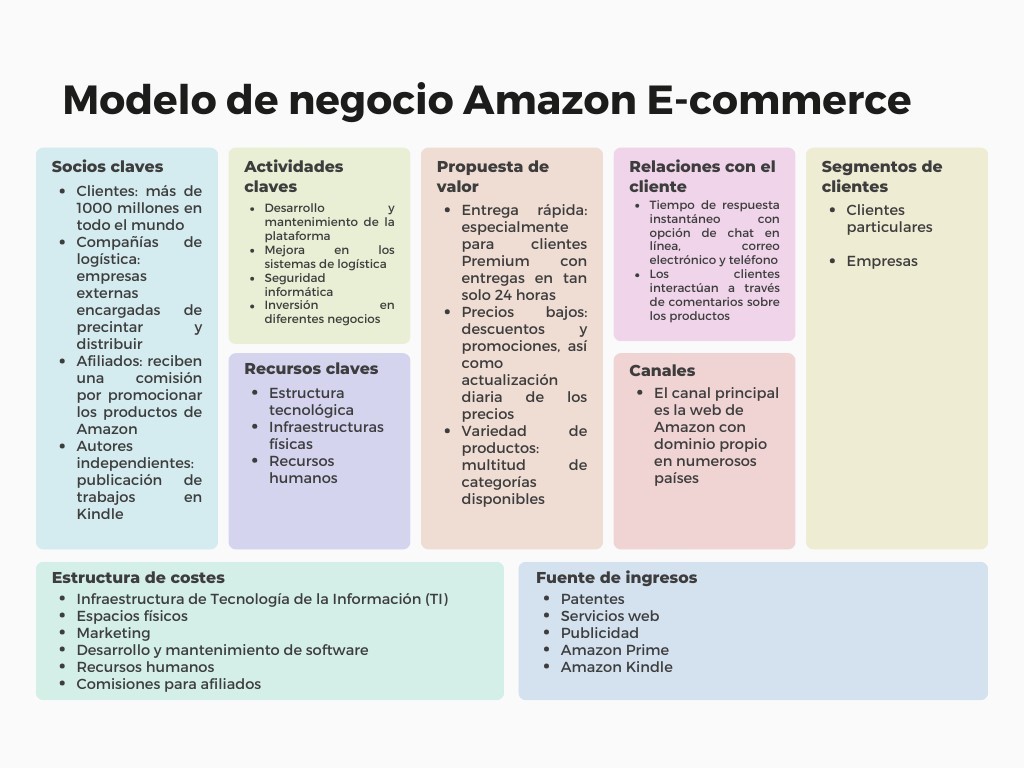 Modelo de negocio Amazon E-commerce
Socios claves
• Clientes: más de
1000 millones en
todo el mundo
• Compañías de
logística:
empresas
externas
encargadas de
precintar y
distribuir
• Afiliados: reciben
una comisión
por promocionar
los productos de
Amazon
• Autores
independientes:
publicación de
trabajos en
Kindle
Actividades
claves
• Desarrollo y
mantenimiento de la
plataforma
• Mejora en los
sistemas de logística
• Seguridad
informática
• Inversión en
diferentes negocios
Recursos claves
• Estructura
tecnológica
• Infraestructuras
físicas
• Recursos
humanos
Propuesta de
valor
• Entrega rápida:
especialmente
para clientes
Premium con
entregas en tan
solo 24 horas
• Precios bajos:
descuentos y
promociones, así
como
actualización
diaria de los
precios
• Variedad de
productos:
multitud de
categorías
disponibles
Relaciones con el
cliente
• Tiempo de respuesta
instantáneo con
opción de chat en
línea, correo
electrónico y teléfono
• Los clientes
interactúan a través
de comentarios sobre
los productos
Canales
• El canal principal
es la web de
Amazon con
dominio propio
en numerosos
países
Segmentos de
clientes
• Clientes
particulares
• Empresas
Estructura de costes
• Infraestructura de Tecnología de la Información (TI)
• Espacios físicos
• Marketing
• Desarrollo y mantenimiento de software
• Recursos humanos
• Comisiones para afiliados
Fuente de ingresos
• Patentes
• Servicios web
• Publicidad
• Amazon Prime
• Amazon Kindle